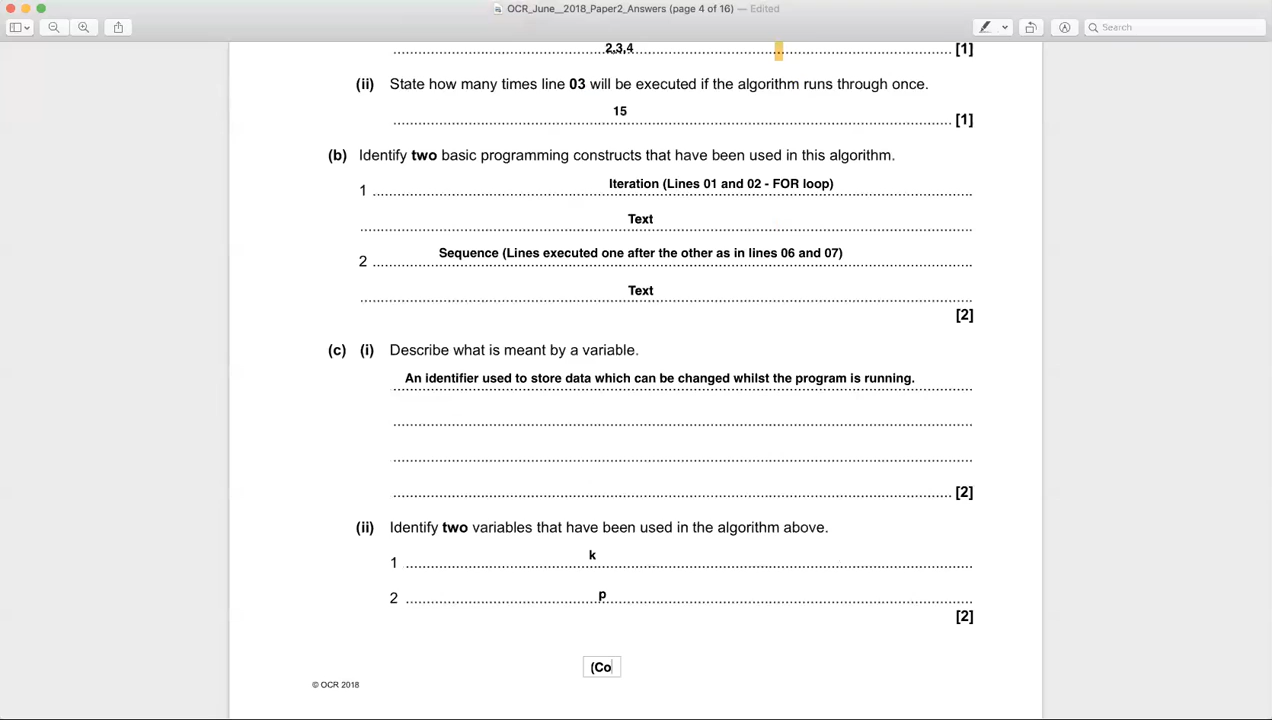 OCR_June__2018_Paper2_Answers (page 4 of 16) — Edited
Search
2,3,4
[1]
(ii) State how many times line 03 will be executed if the algorithm runs through once.
15
[1]
(b) Identify two basic programming constructs that have been used in this algorithm.
1 Iteration (Lines 01 and 02 - FOR loop)
Text
2 Sequence (Lines executed one after the other as in lines 06 and 07)
Text
[2]
(c) (i) Describe what is meant by a variable.
An identifier used to store data which can be changed whilst the program is running.
[2]
(ii) Identify two variables that have been used in the algorithm above.
1 k
2 p
[2]
(Co
© OCR 2018